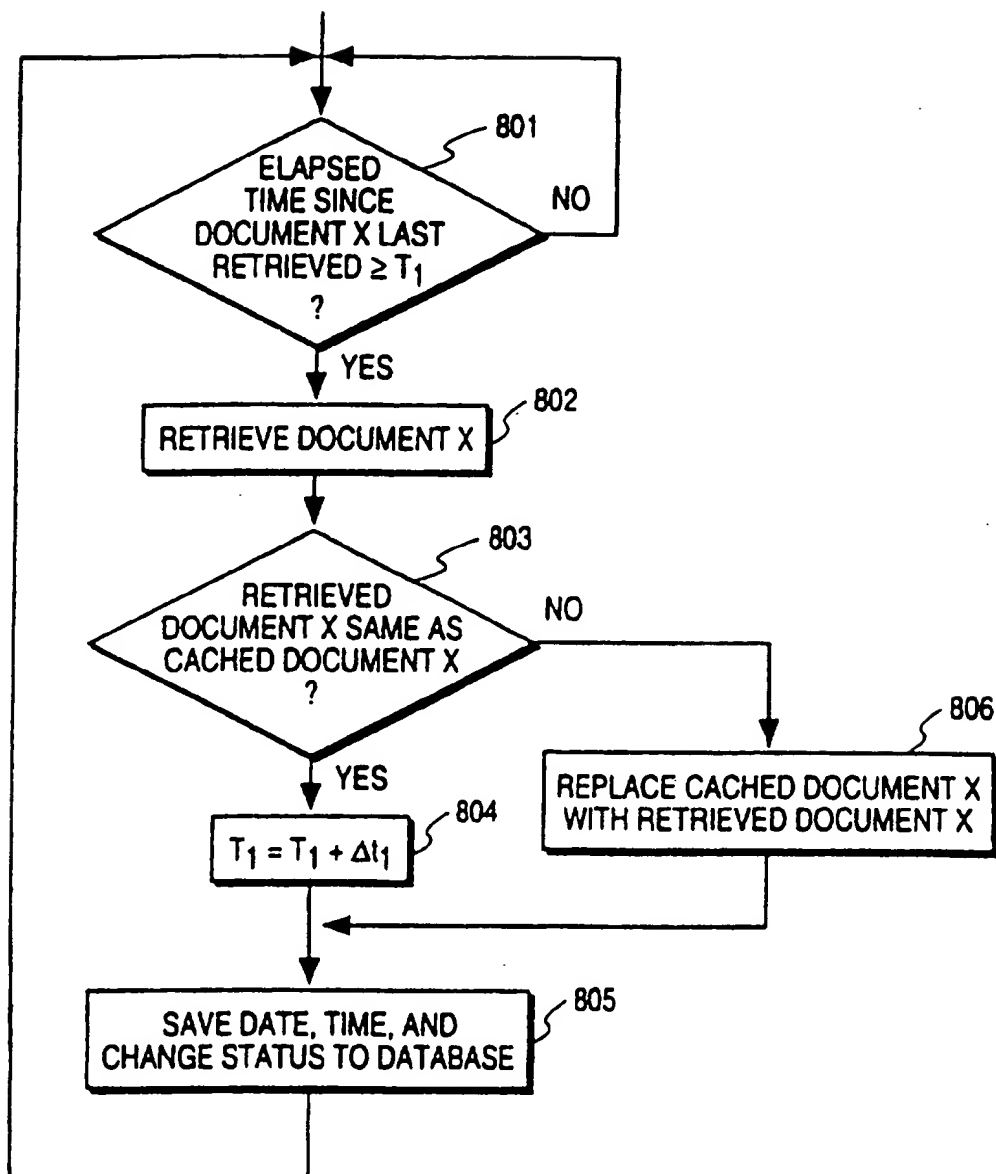 801
ELAPSED
TIME SINCE
DOCUMENT X LAST
RETRIEVED ≥ T₁
?
NO
YES
802
RETRIEVE DOCUMENT X
803
RETRIEVED
DOCUMENT X SAME AS
CACHED DOCUMENT X
?
NO
YES
806
REPLACE CACHED DOCUMENT X
WITH RETRIEVED DOCUMENT X
804
T₁ = T₁ + Δt₁
805
SAVE DATE, TIME, AND
CHANGE STATUS TO DATABASE